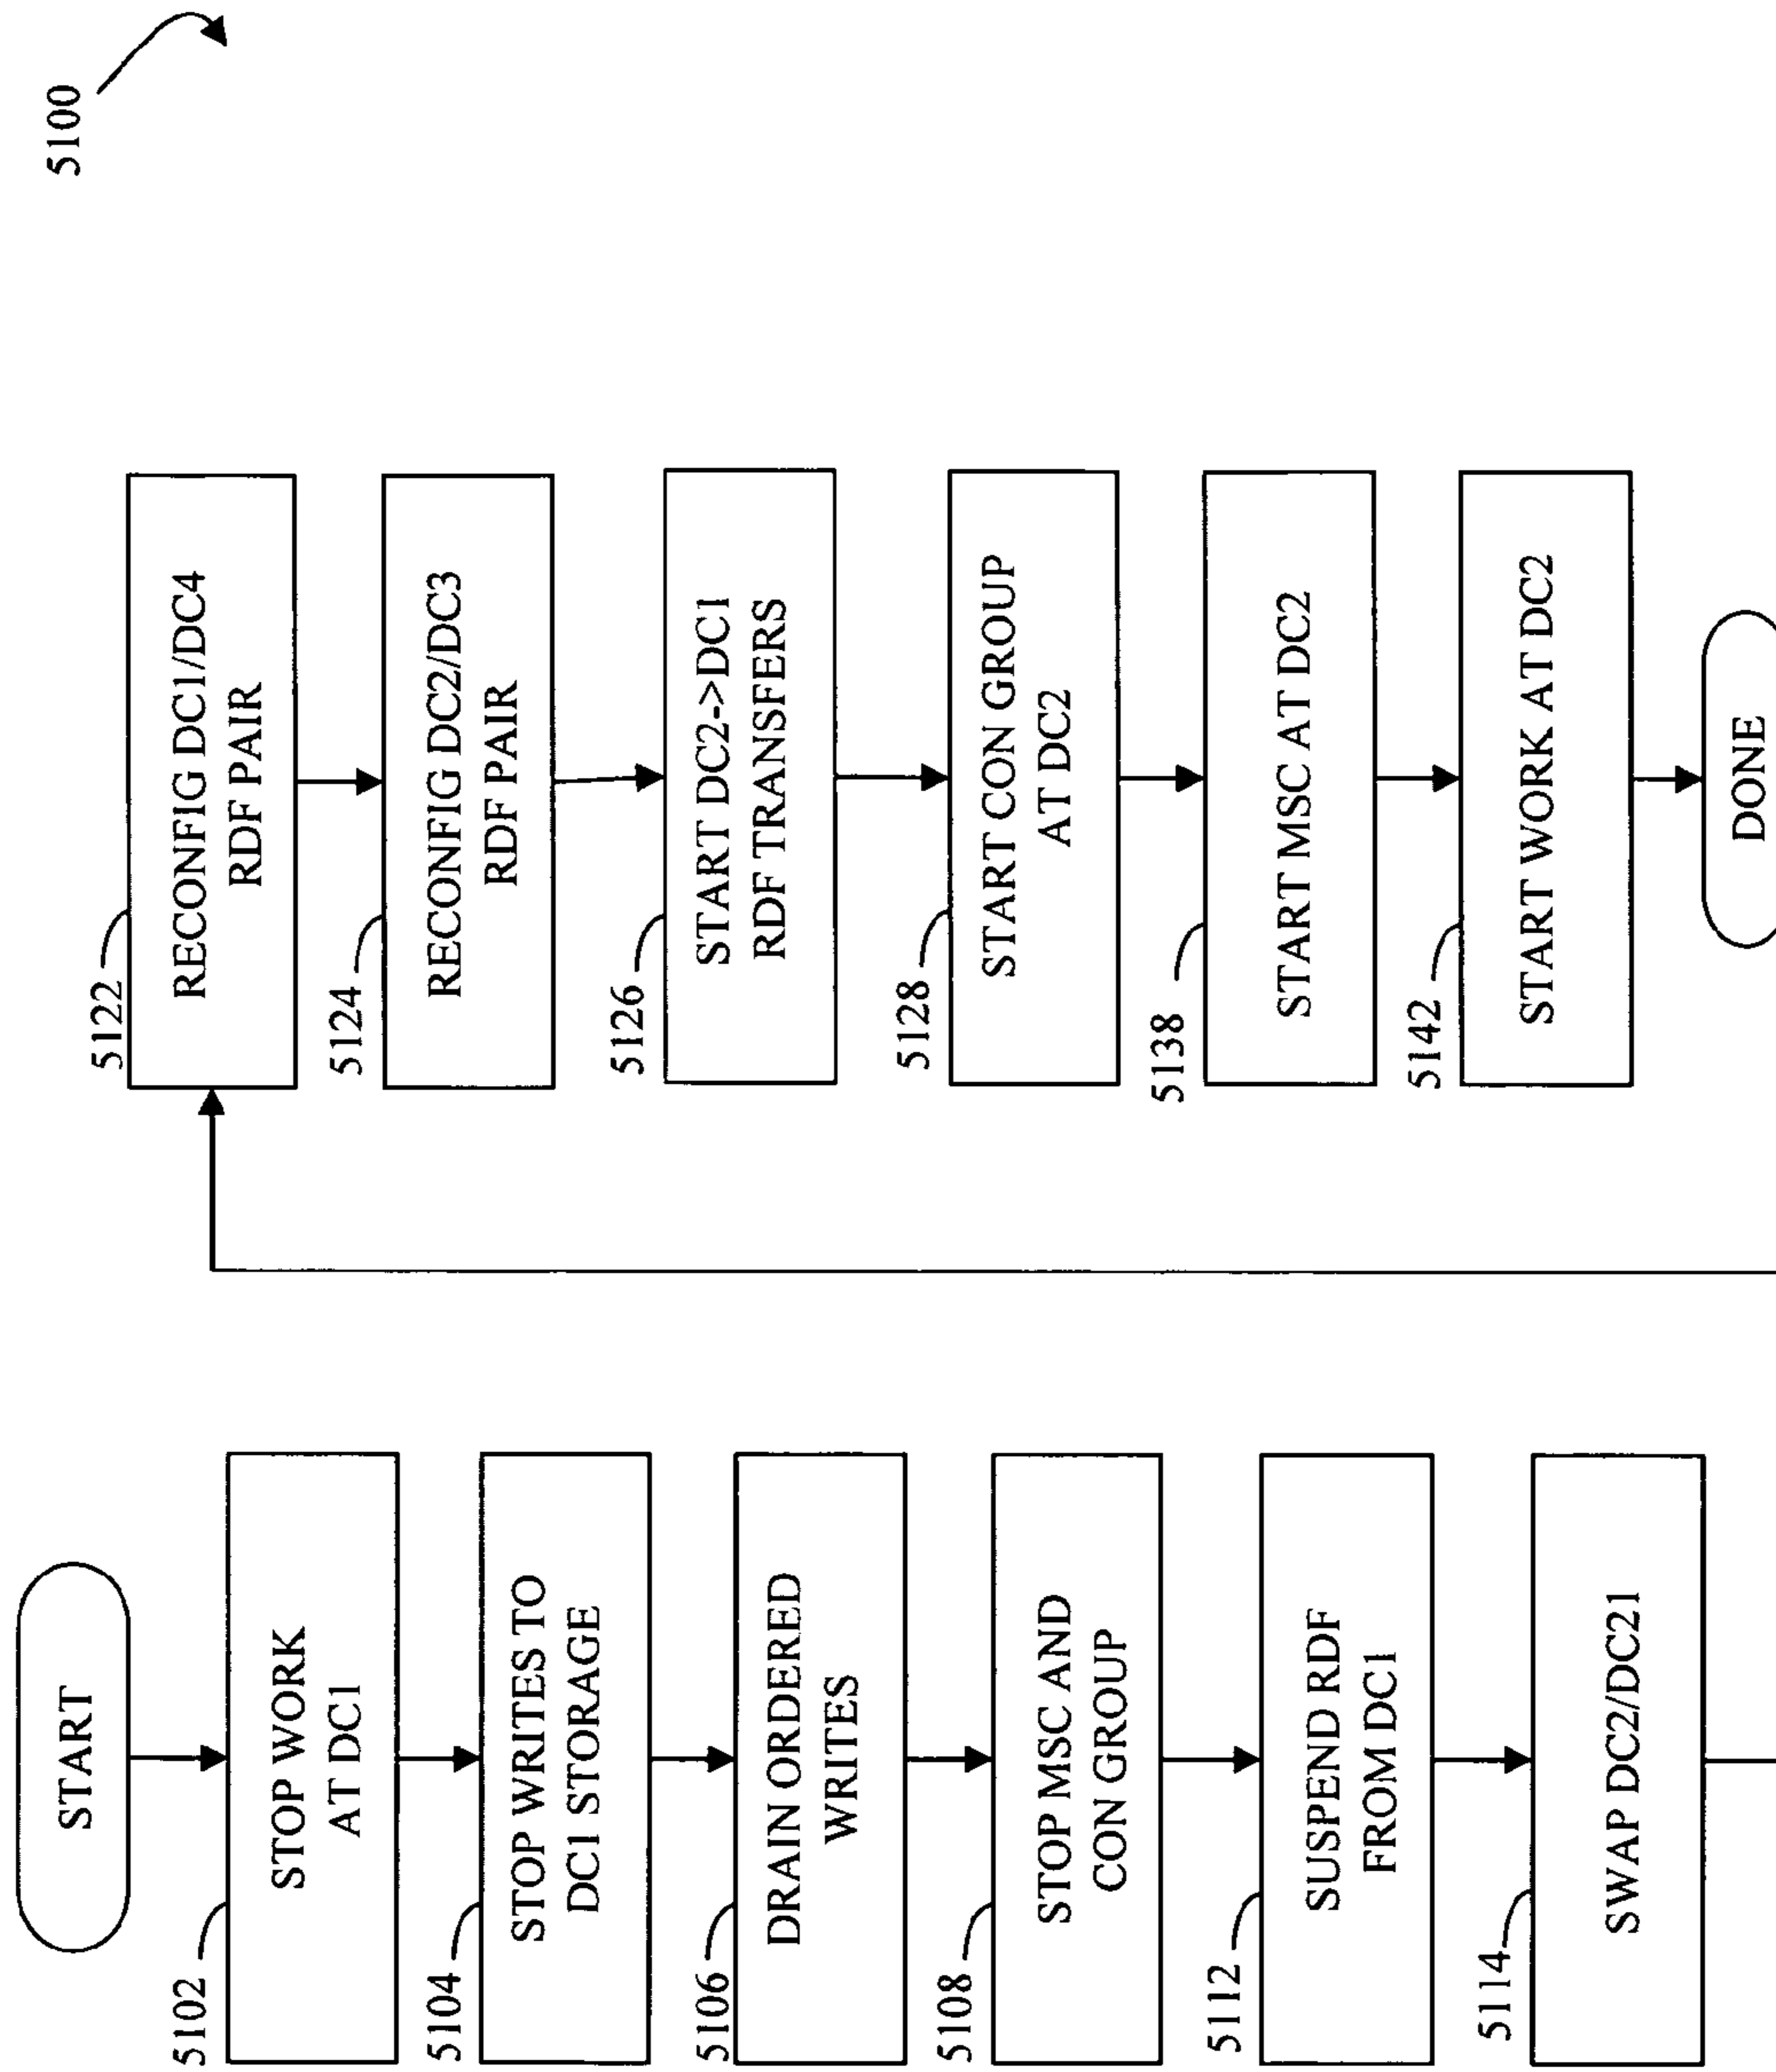 5100
START
5102
STOP WORK
AT DC1
5104
STOP WRITES TO
DC1 STORAGE
5106
DRAIN ORDERED
WRITES
5108
STOP MSC AND
CON GROUP
5112
SUSPEND RDF
FROM DC1
5114
SWAP DC2/DC21
5122
RECONFIG DC1/DC4
RDF PAIR
5124
RECONFIG DC2/DC3
RDF PAIR
5126
START DC2->DC1
RDF TRANSFERS
5128
START CON GROUP
AT DC2
5138
START MSC AT DC2
5142
START WORK AT DC2
DONE